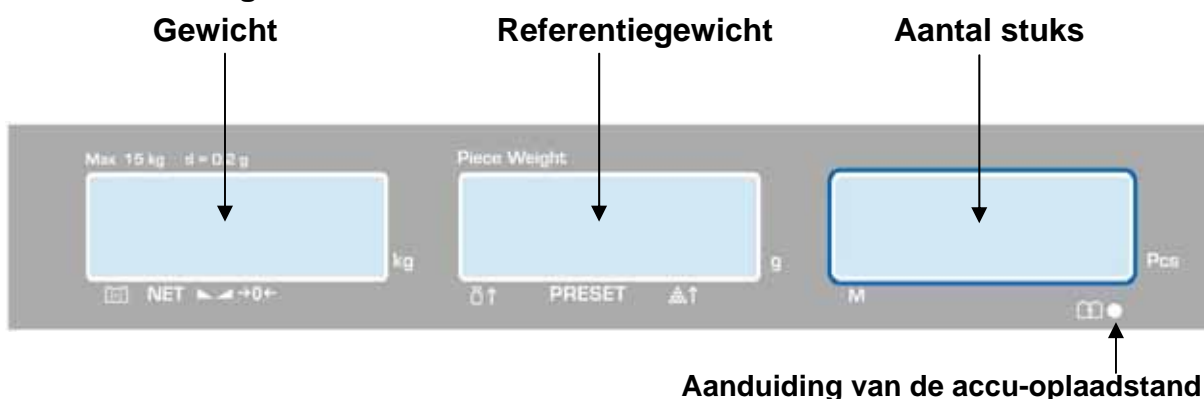 Gewicht Referentiegewicht Aantal stuks
Max 15 kg d = 0.2 g Piece Weight
kg g Pcs
NET →0← PRESET M
Aanduiding van de accu-oplaadstand